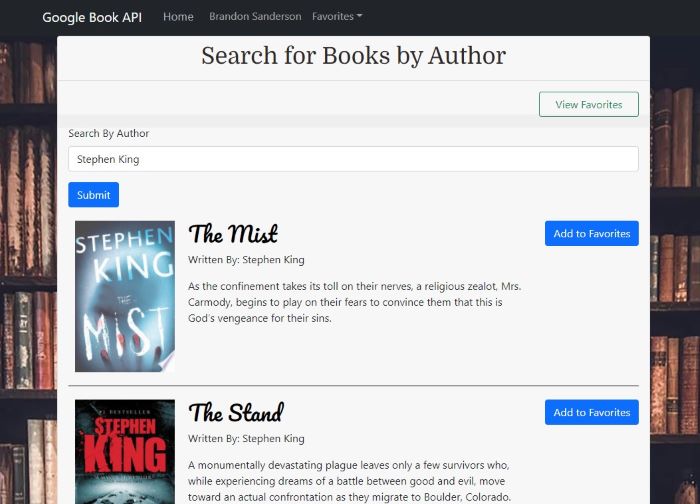 Google Book API Home Brandon Sanderson Favorites
Search for Books by Author
View Favorites
Search By Author
Stephen King
Submit
STEPHEN
KING
THE
MIST
The Mist
Add to Favorites
Written By: Stephen King
As the confinement takes its toll on their nerves, a religious zealot, Mrs.
Carmody, begins to play on their fears to convince them that this is
God's vengeance for their sins.
#1 BESTSELLER
STEPHEN
KING
The Stand
Add to Favorites
Written By: Stephen King
A monumentally devastating plague leaves only a few survivors who,
while experiencing dreams of a battle between good and evil, move
toward an actual confrontation as they migrate to Boulder, Colorado.